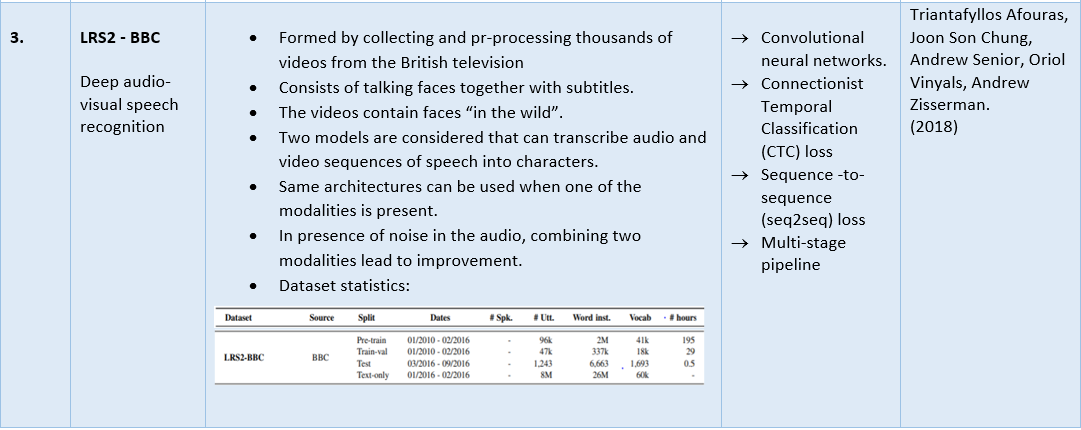 3.
LRS2 - BBC
Deep audio-
visual speech
recognition
• Formed by collecting and pr-processing thousands of
videos from the British television
• Consists of talking faces together with subtitles.
• The videos contain faces “in the wild”.
• Two models are considered that can transcribe audio and
video sequences of speech into characters.
• Same architectures can be used when one of the
modalities is present.
• In presence of noise in the audio, combining two
modalities lead to improvement.
• Dataset statistics:
Dataset Source Split Dates # Spk. # Utt. Word inst. Vocab # hours
LRS2-BBC BBC
Pre-train 01/2010 - 02/2016 - 96k 2M 41k 195
Train-val 01/2010 - 02/2016 - 47k 337k 18k 29
Test 03/2016 - 09/2016 - 1,243 6,663 1,693 0.5
Text-only 01/2016 - 02/2016 - 8M 26M 60k -
→ Convolutional
neural networks.
→ Connectionist
Temporal
Classification
(CTC) loss
→ Sequence -to-
sequence
(seq2seq) loss
→ Multi-stage
pipeline
Triantafyllos Afouras,
Joon Son Chung,
Andrew Senior, Oriol
Vinyals, Andrew
Zisserman.
(2018)